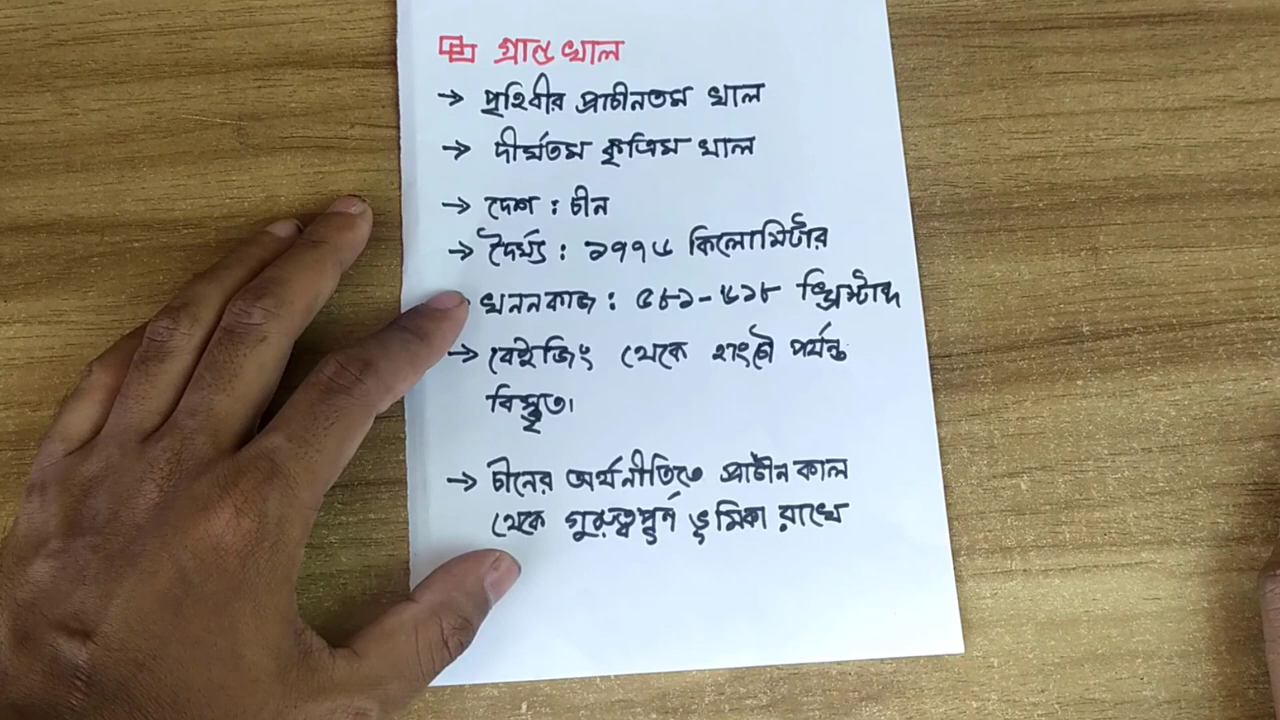 গ্রান্ড খাল
→ পৃথিবীর প্রাচীনতম খাল
→ দীর্ঘতম কৃত্রিম খাল
→ দেশ : চীন
→ দৈর্ঘ্য : ১৭৭৬ কিলোমিটার
খননকাজ : ৫৮১-৬১৮ খ্রিস্টাব্দ
→ বেইজিং থেকে হাংচৌ পর্যন্ত
বিস্তৃত।
→ চীনের অর্থনীতিতে প্রাচীন কাল
থেকে গুরুত্বপূর্ণ ভূমিকা রাখে